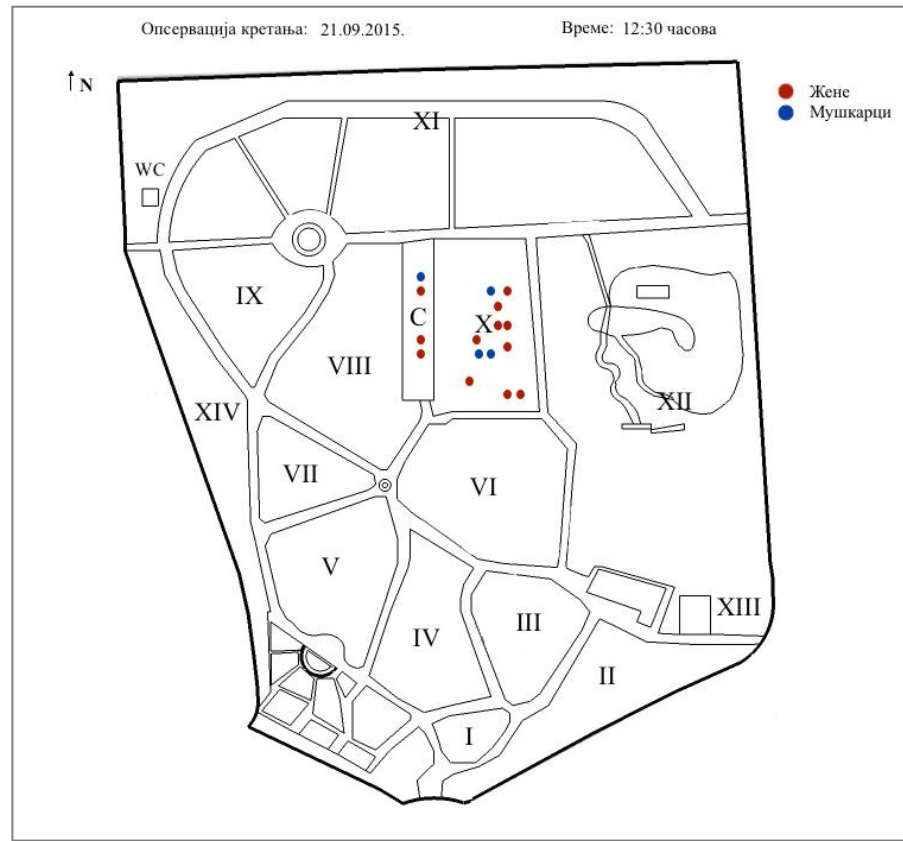 Опсервација кретања: 21.09.2015. Време: 12:30 часова
N
Жене
Мушкарци
XI
WC
IX
C
X
VIII
XIV
XII
VII
VI
V
IV
III
XIII
II
I